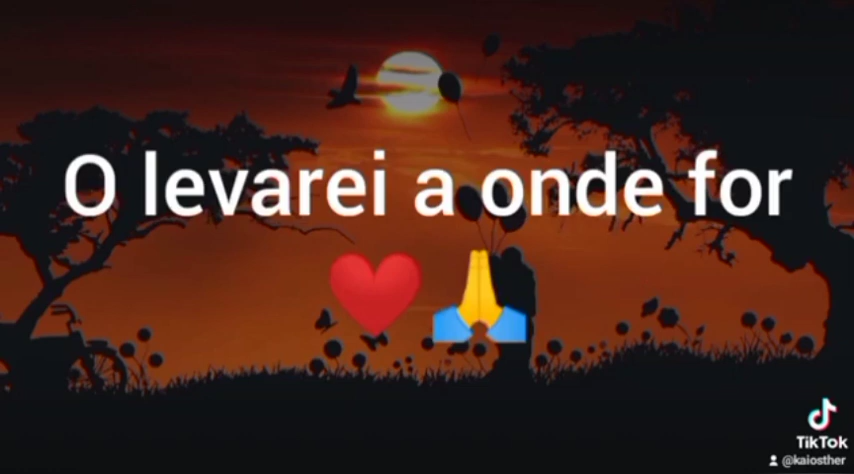 O levarei a onde for
❤️🙏
TikTok
@kaiosther